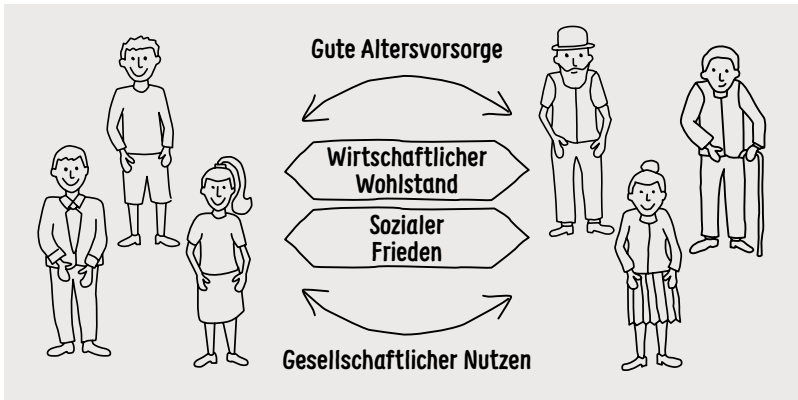 Gute Altersvorsorge
Wirtschaftlicher
Wohlstand
Sozialer
Frieden
Gesellschaftlicher Nutzen